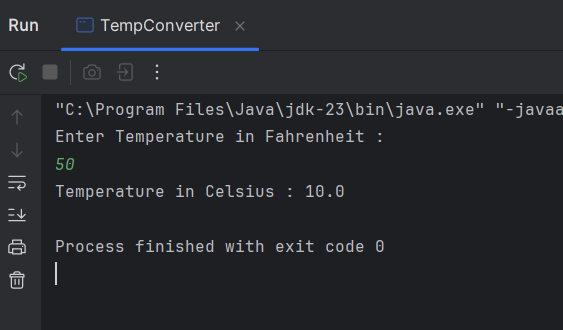 Run TempConverter
"C:\Program Files\Java\jdk-23\bin\java.exe" "-javaa
Enter Temperature in Fahrenheit :
50
Temperature in Celsius : 10.0
Process finished with exit code 0